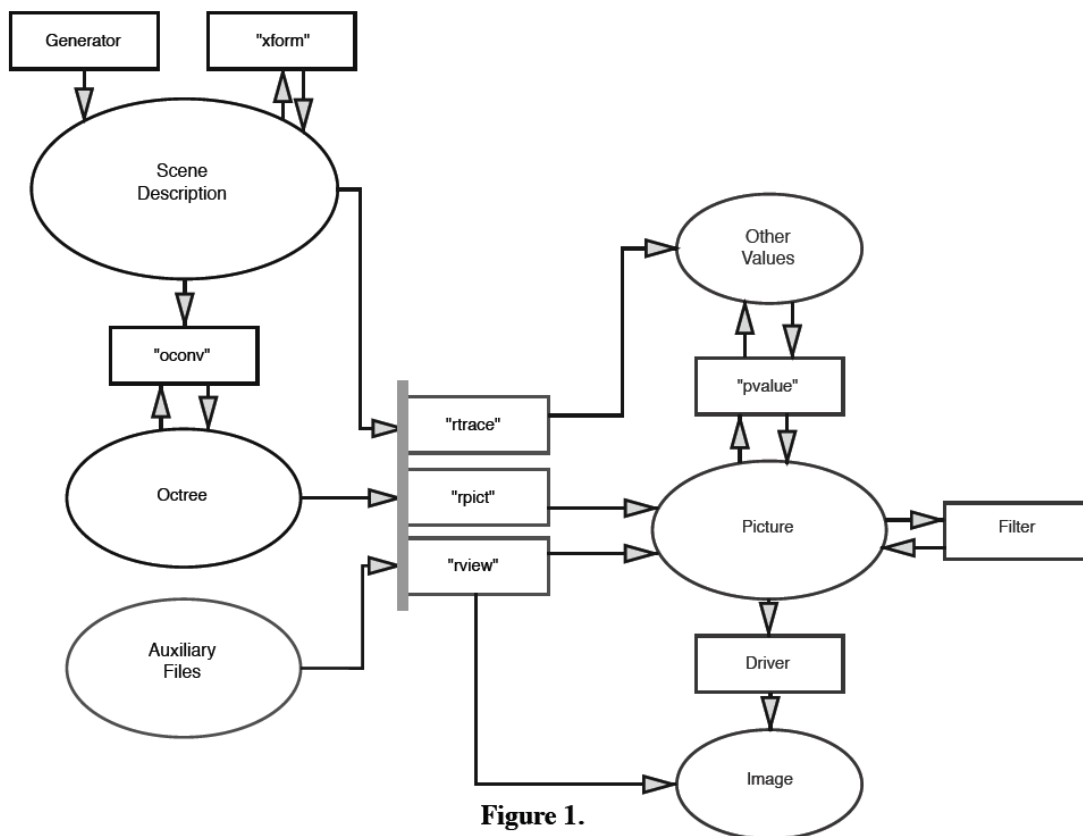 Generator
"xform"
Scene
Description
Other
Values
"oconv"
"pvalue"
"rtrace"
Octree
"rpict"
Picture
Filter
"rview"
Auxiliary
Files
Driver
Image
Figure 1.